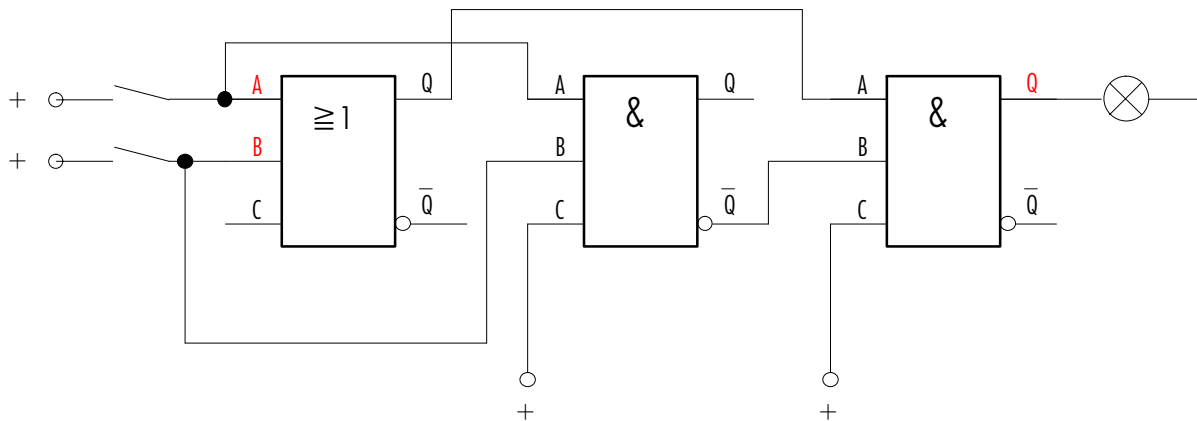 + A Q A Q A Q
≧1 & &
+ B B B
C Q̅ C Q̅ C Q̅
+ +